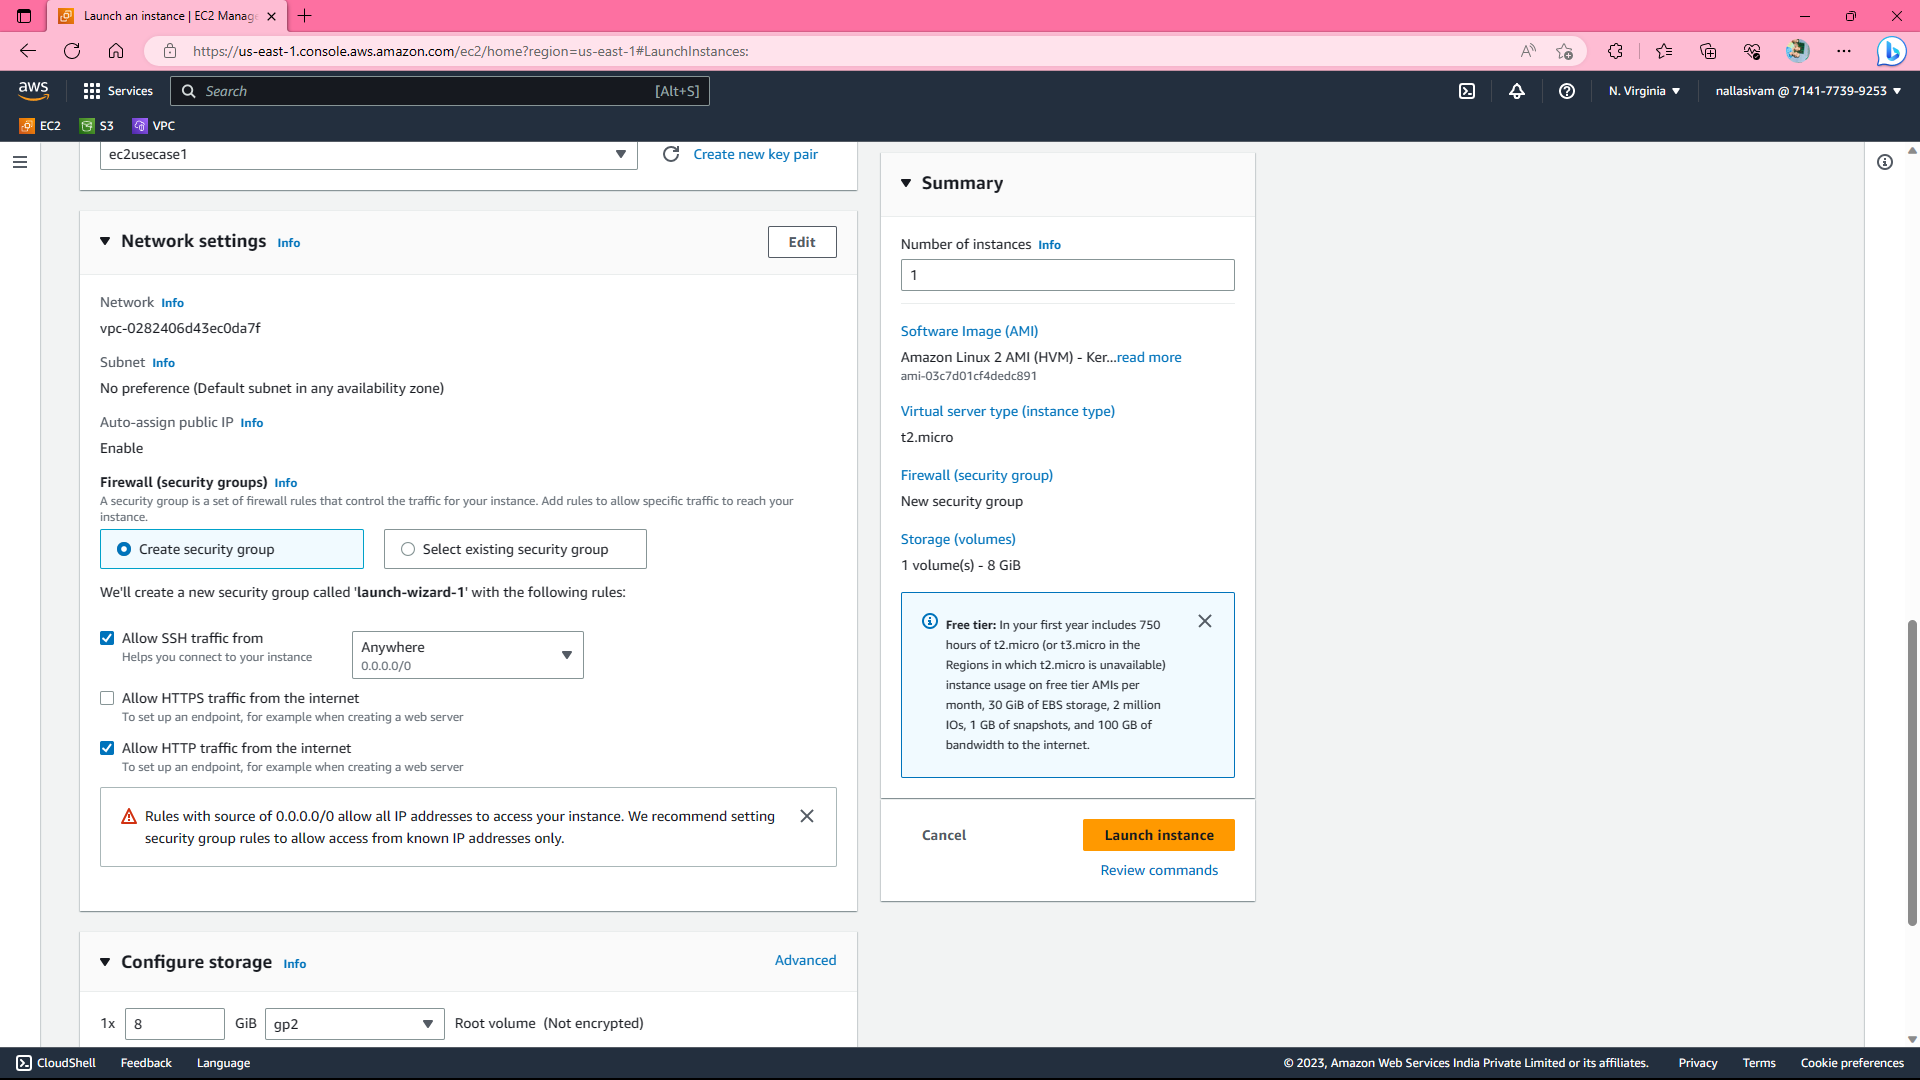 Launch an instance | EC2 Manag
https://us-east-1.console.aws.amazon.com/ec2/home?region=us-east-1#LaunchInstances:
aws
Services
Search
[Alt+S]
N. Virginia
nallasivam @ 7141-7739-9253
EC2
S3
VPC
ec2usecase1
Create new key pair
Network settings Info
Edit
Network Info
vpc-0282406d43ec0da7f
Subnet Info
No preference (Default subnet in any availability zone)
Auto-assign public IP Info
Enable
Firewall (security groups) Info
A security group is a set of firewall rules that control the traffic for your instance. Add rules to allow specific traffic to reach your
instance.
Create security group
Select existing security group
We'll create a new security group called 'launch-wizard-1' with the following rules:
Allow SSH traffic from
Helps you connect to your instance
Anywhere
0.0.0.0/0
Allow HTTPS traffic from the internet
To set up an endpoint, for example when creating a web server
Allow HTTP traffic from the internet
To set up an endpoint, for example when creating a web server
Rules with source of 0.0.0.0/0 allow all IP addresses to access your instance. We recommend setting
security group rules to allow access from known IP addresses only.
Configure storage Info
Advanced
1x 8 GiB gp2 Root volume (Not encrypted)
Summary
Number of instances Info
1
Software Image (AMI)
Amazon Linux 2 AMI (HVM) - Ker...read more
ami-03c7d01cf4dedc891
Virtual server type (instance type)
t2.micro
Firewall (security group)
New security group
Storage (volumes)
1 volume(s) - 8 GiB
Free tier: In your first year includes 750
hours of t2.micro (or t3.micro in the
Regions in which t2.micro is unavailable)
instance usage on free tier AMIs per
month, 30 GiB of EBS storage, 2 million
IOs, 1 GB of snapshots, and 100 GB of
bandwidth to the internet.
Cancel
Launch instance
Review commands
CloudShell
Feedback
Language
© 2023, Amazon Web Services India Private Limited or its affiliates.
Privacy
Terms
Cookie preferences